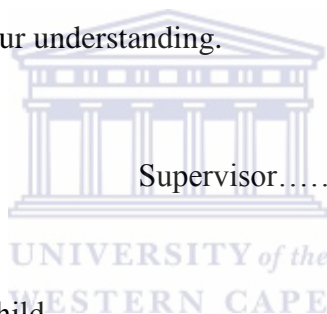 ur understanding.
Supervisor.....
UNIVERSITY of the
WESTERN CAPE
hild